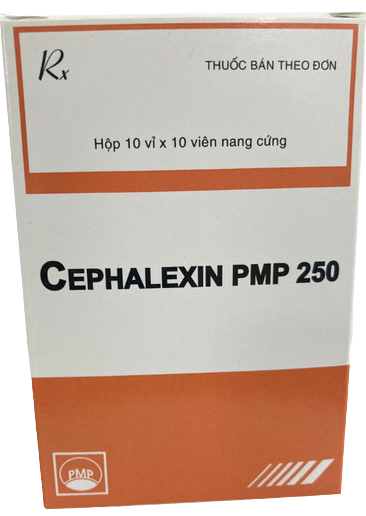 Rx
THUỐC BÁN THEO ĐƠN
Hộp 10 vỉ x 10 viên nang cứng
CEPHALEXIN PMP 250
PMP